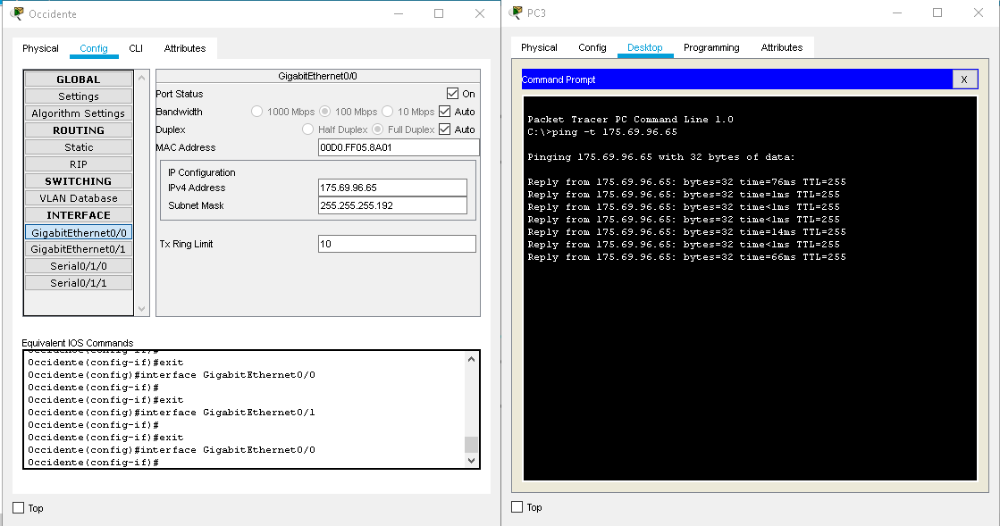 Occidente
Physical Config CLI Attributes
GLOBAL
Settings
Algorithm Settings
ROUTING
Static
RIP
SWITCHING
VLAN Database
INTERFACE
GigabitEthernet0/0
GigabitEthernet0/1
Serial0/1/0
Serial0/1/1
GigabitEthernet0/0
Port Status On
Bandwidth 1000 Mbps 100 Mbps 10 Mbps Auto
Duplex Half Duplex Full Duplex Auto
MAC Address 00D0.FF05.8A01
IP Configuration
IPv4 Address 175.69.96.65
Subnet Mask 255.255.255.192
Tx Ring Limit 10
Equivalent IOS Commands
Occidente(config-if)#
Occidente(config-if)#exit
Occidente(config)#interface GigabitEthernet0/0
Occidente(config-if)#
Occidente(config-if)#exit
Occidente(config)#interface GigabitEthernet0/1
Occidente(config-if)#
Occidente(config-if)#exit
Occidente(config)#interface GigabitEthernet0/0
Occidente(config-if)#
Top
PC3
Physical Config Desktop Programming Attributes
Command Prompt X
Packet Tracer PC Command Line 1.0
C:\>ping -t 175.69.96.65
Pinging 175.69.96.65 with 32 bytes of data:
Reply from 175.69.96.65: bytes=32 time=76ms TTL=255
Reply from 175.69.96.65: bytes=32 time<1ms TTL=255
Reply from 175.69.96.65: bytes=32 time<1ms TTL=255
Reply from 175.69.96.65: bytes=32 time<1ms TTL=255
Reply from 175.69.96.65: bytes=32 time=14ms TTL=255
Reply from 175.69.96.65: bytes=32 time<1ms TTL=255
Reply from 175.69.96.65: bytes=32 time=66ms TTL=255
Top